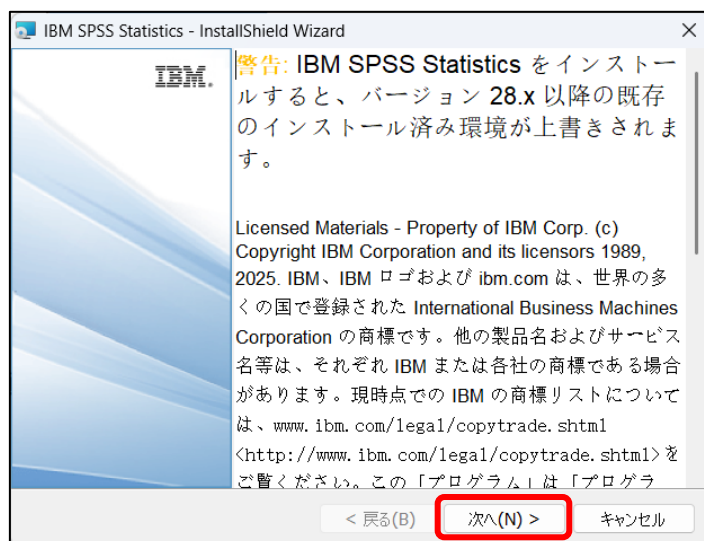 IBM SPSS Statistics - InstallShield Wizard
IBM.
警告: IBM SPSS Statistics をインストー
ルすると、バージョン 28.x 以降の既存
のインストール済み環境が上書きされま
す。
Licensed Materials - Property of IBM Corp. (c)
Copyright IBM Corporation and its licensors 1989,
2025. IBM、IBM ロゴおよび ibm.com は、世界の多
くの国で登録された International Business Machines
Corporation の商標です。他の製品名およびサービス
名等は、それぞれ IBM または各社の商標である場合
があります。現時点での IBM の商標リストについて
は、www.ibm.com/legal/copytrade.shtml
<http://www.ibm.com/legal/copytrade.shtml>を
ご覧ください。この「プログラム」は「プログラ
< 戻る(B)
次へ(N) >
キャンセル